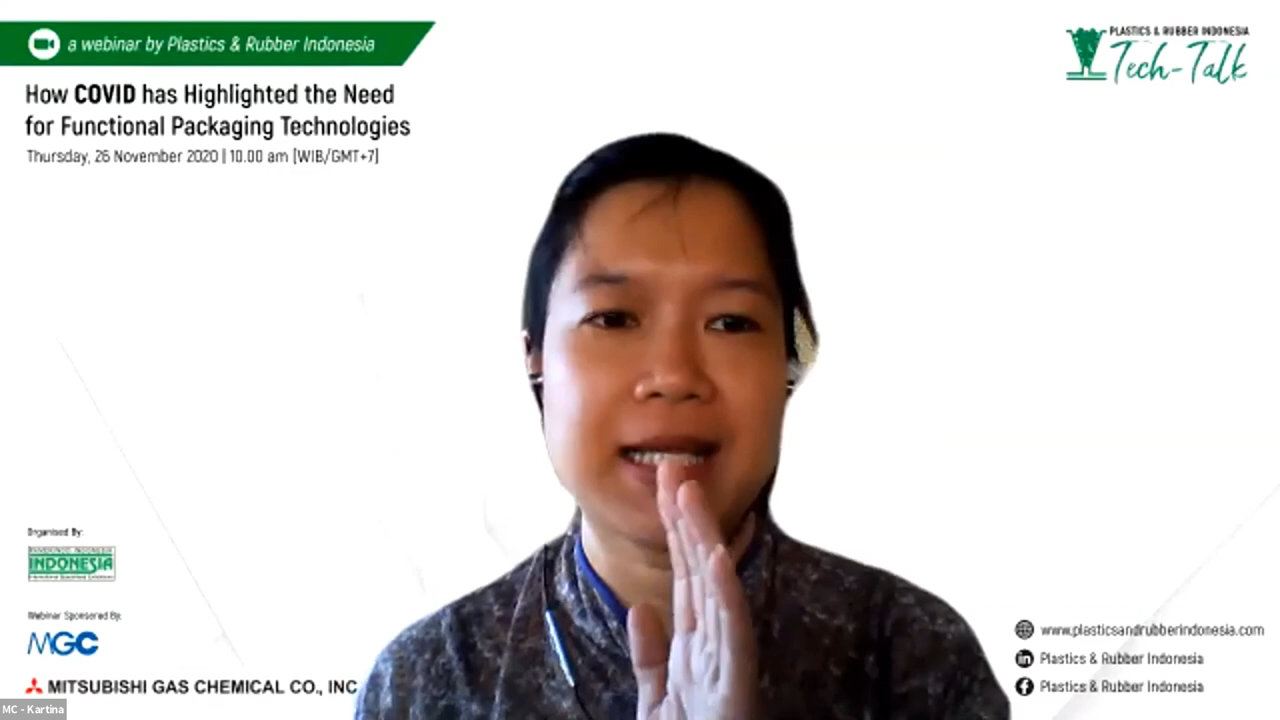 a webinar by Plastics & Rubber Indonesia
PLASTICS & RUBBER INDONESIA
Tech-Talk
How COVID has Highlighted the Need
for Functional Packaging Technologies
Thursday, 26 November 2020 | 10.00 am [WIB/GMT+7]
Organised By:
INDONESIA
Webinar Sponsored By:
MGC
MITSUBISHI GAS CHEMICAL CO., INC
www.plasticsandrubberindonesia.com
Plastics & Rubber Indonesia
Plastics & Rubber Indonesia
MC - Kartina